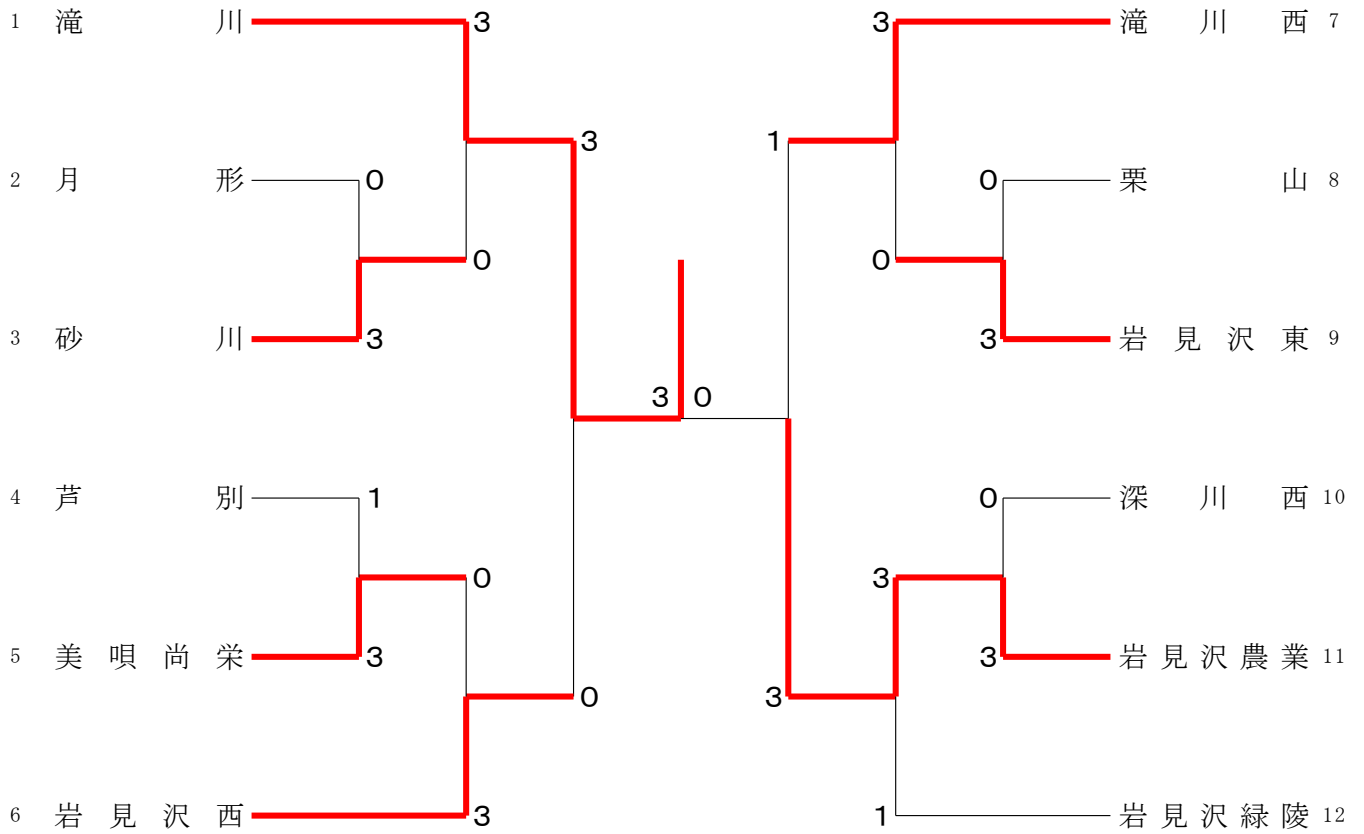 1 滝川 3 3 滝川西 7
3 1
2 月形 0 0 栗山 8
0 0
3 砂川 3 3 岩見沢東 9
3 0
4 芦別 1 0 深川西 10
0 3
5 美唄尚栄 3 3 岩見沢農業 11
0 3
6 岩見沢西 3 1 岩見沢緑陵 12